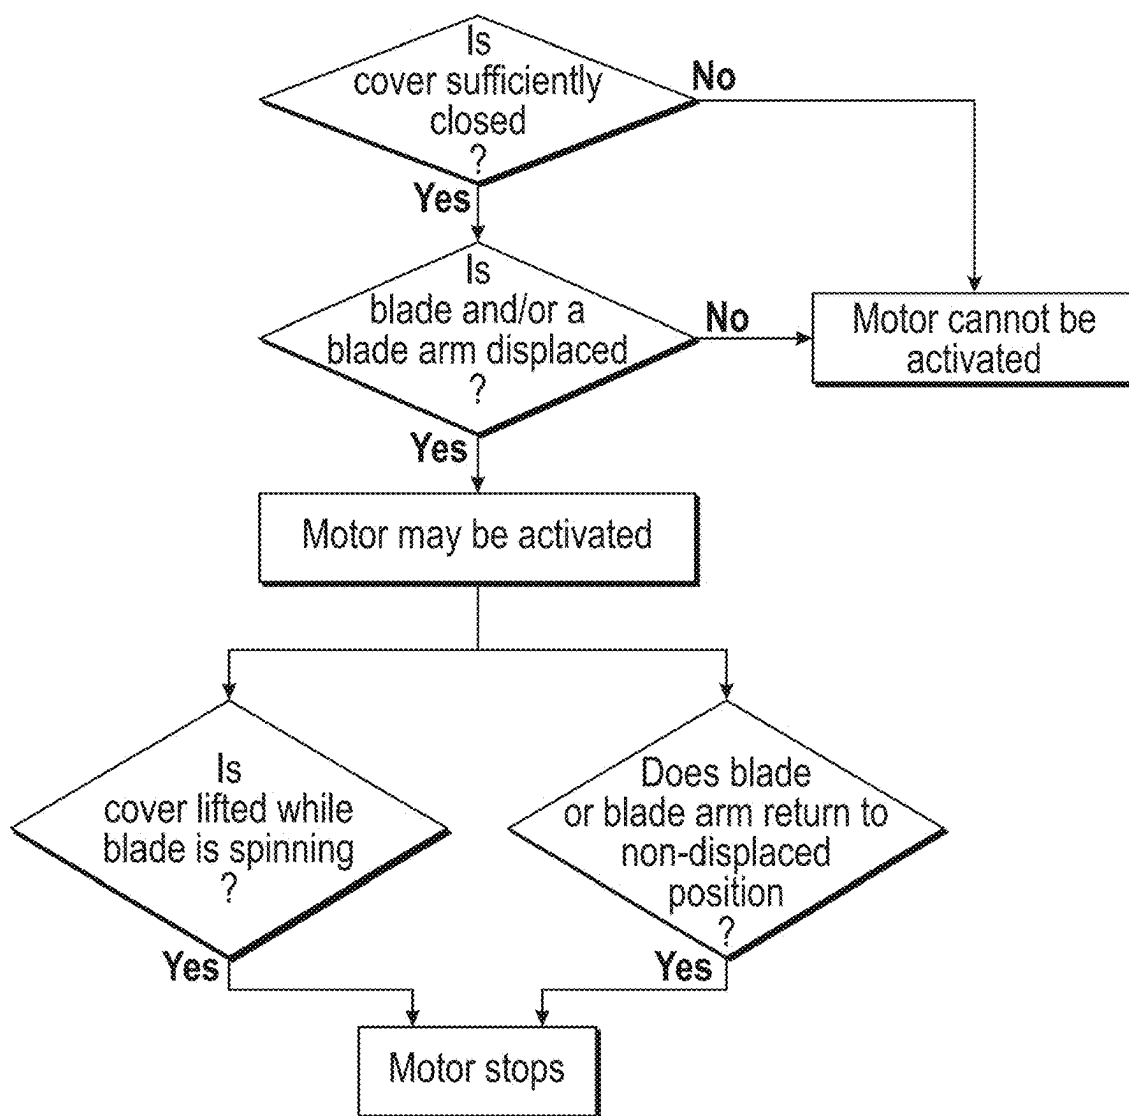 Is
cover sufficiently
closed
?
No
Yes
Is
blade and/or a
blade arm displaced
?
No
Motor cannot be
activated
Yes
Motor may be activated
Is
cover lifted while
blade is spinning
?
Does blade
or blade arm return to
non-displaced
position
?
Yes
Yes
Motor stops